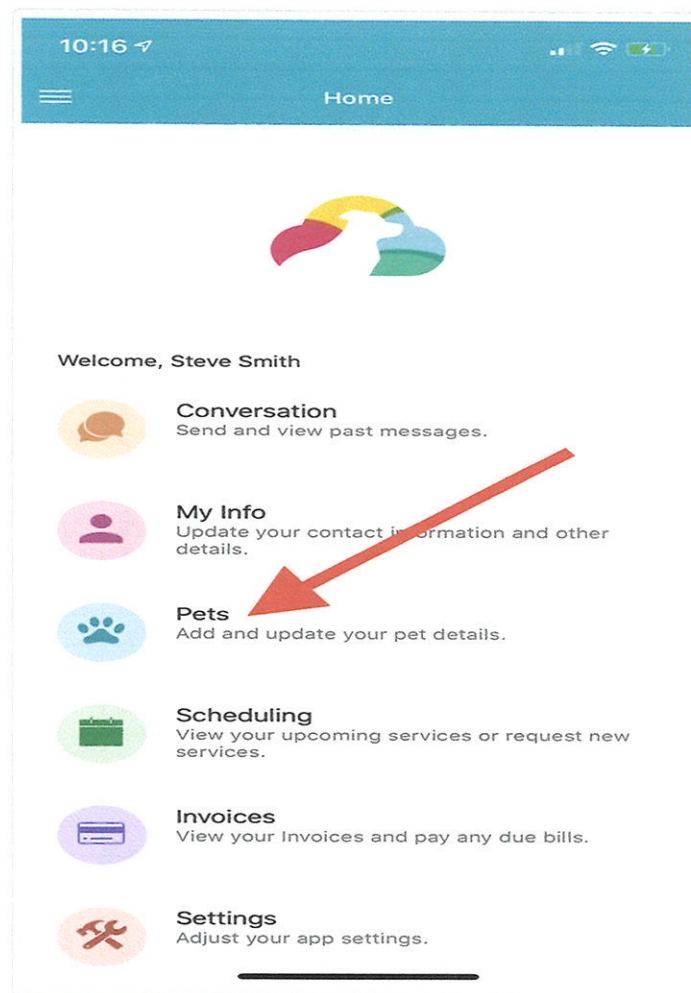 10:16
Home
Welcome, Steve Smith
Conversation
Send and view past messages.
My Info
Update your contact information and other
details.
Pets
Add and update your pet details.
Scheduling
View your upcoming services or request new
services.
Invoices
View your Invoices and pay any due bills.
Settings
Adjust your app settings.